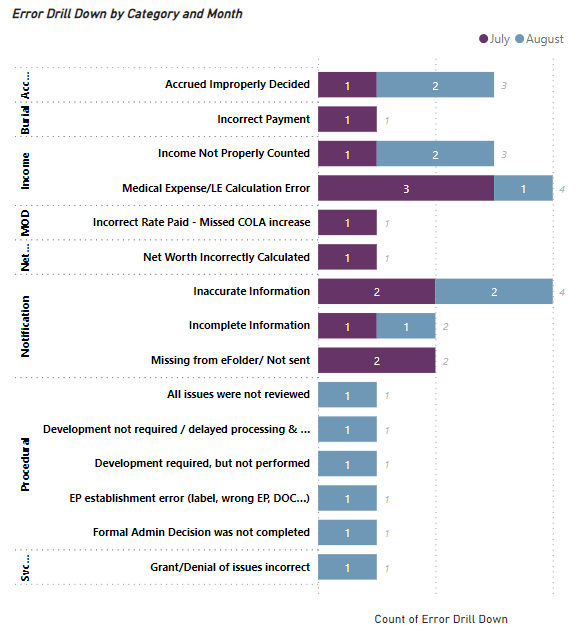 Error Drill Down by Category and Month
July August
Acc...
Accrued Improperly Decided 1 2 3
Burial
Incorrect Payment 1 1
Income
Income Not Properly Counted 1 2 3
Medical Expense/LE Calculation Error 3 1 4
MOD
Incorrect Rate Paid - Missed COLA increase 1 1
Net...
Net Worth Incorrectly Calculated 1 1
Notification
Inaccurate Information 2 2 4
Incomplete Information 1 1 2
Missing from eFolder/ Not sent 2 2
Procedural
All issues were not reviewed 1 1
Development not required / delayed processing & ... 1 1
Development required, but not performed 1 1
EP establishment error (label, wrong EP, DOC...) 1 1
Formal Admin Decision was not completed 1 1
Svc...
Grant/Denial of issues incorrect 1 1
Count of Error Drill Down